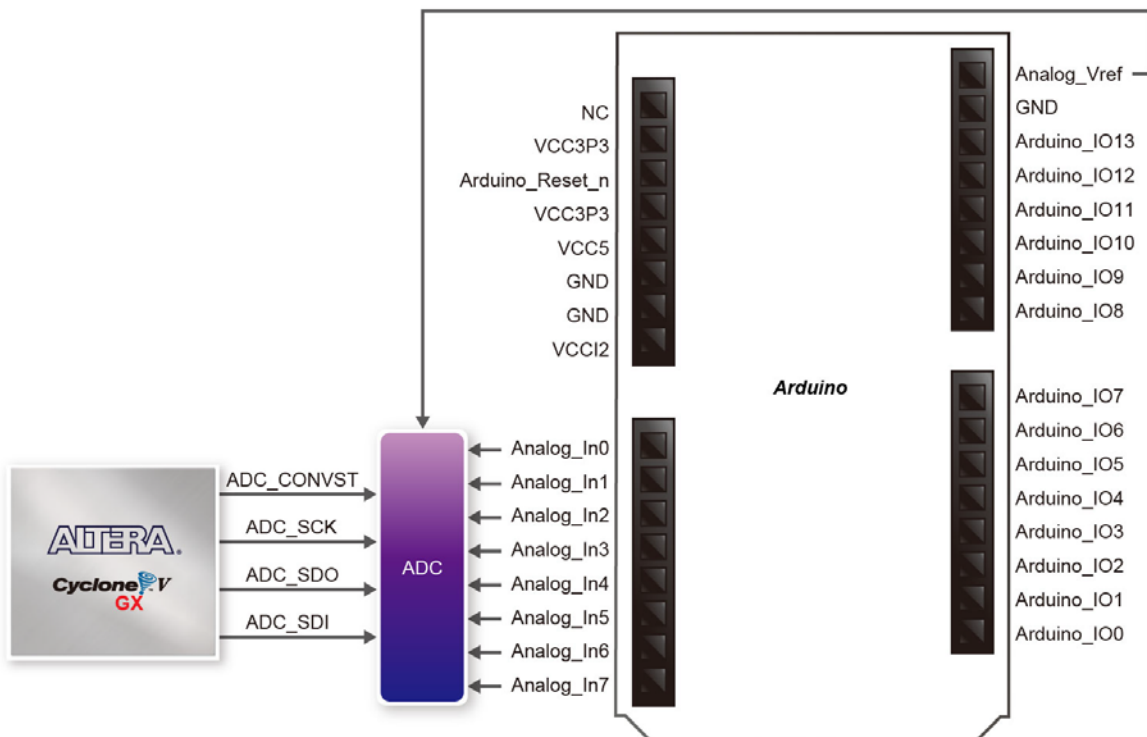 Analog_Vref
NC
GND
VCC3P3
Arduino_IO13
Arduino_Reset_n
Arduino_IO12
VCC3P3
Arduino_IO11
VCC5
Arduino_IO10
GND
Arduino_IO9
GND
Arduino_IO8
VCCI2
Arduino
Arduino_IO7
Arduino_IO6
Arduino_IO5
Arduino_IO4
Arduino_IO3
Arduino_IO2
Arduino_IO1
Arduino_IO0
Analog_In0
Analog_In1
Analog_In2
Analog_In3
Analog_In4
Analog_In5
Analog_In6
Analog_In7
ADC
ADC_CONVST
ADC_SCK
ADC_SDO
ADC_SDI
ALTERA.
Cyclone V
GX